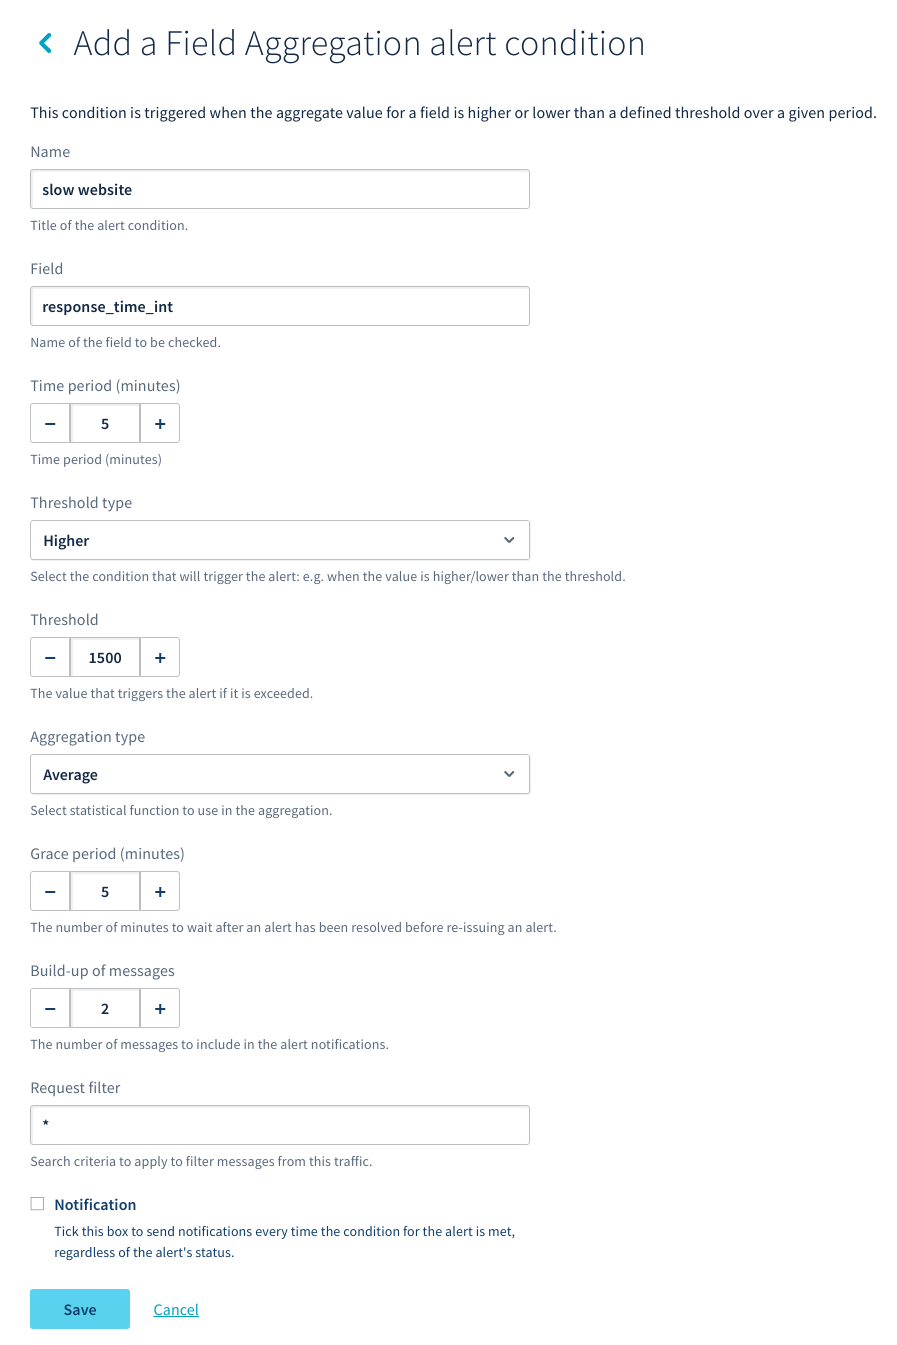 Add a Field Aggregation alert condition
This condition is triggered when the aggregate value for a field is higher or lower than a defined threshold over a given period.
Name
slow website
Title of the alert condition.
Field
response_time_int
Name of the field to be checked.
Time period (minutes)
− 5 +
Time period (minutes)
Threshold type
Higher
Select the condition that will trigger the alert: e.g. when the value is higher/lower than the threshold.
Threshold
− 1500 +
The value that triggers the alert if it is exceeded.
Aggregation type
Average
Select statistical function to use in the aggregation.
Grace period (minutes)
− 5 +
The number of minutes to wait after an alert has been resolved before re-issuing an alert.
Build-up of messages
− 2 +
The number of messages to include in the alert notifications.
Request filter
*
Search criteria to apply to filter messages from this traffic.
Notification
Tick this box to send notifications every time the condition for the alert is met,
regardless of the alert's status.
Save Cancel